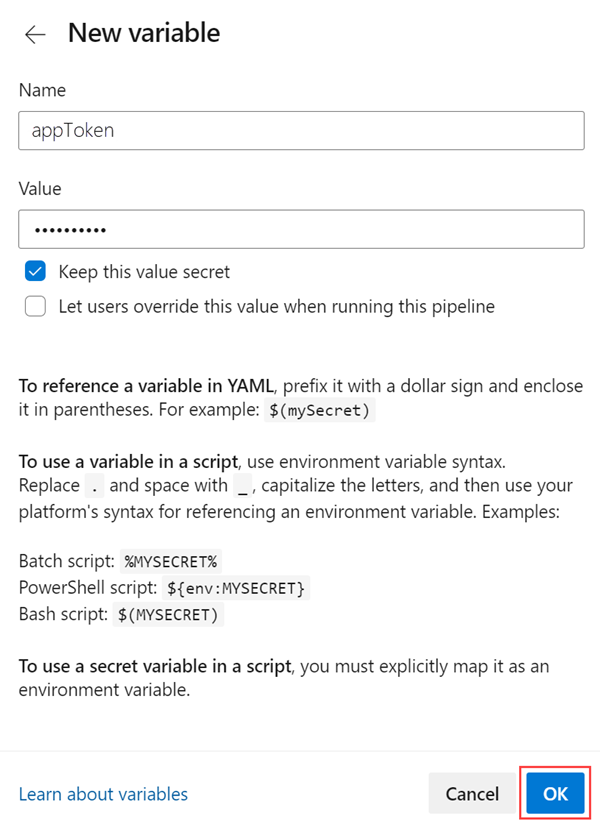 New variable
Name
appToken
Value
••••••••••
Keep this value secret
Let users override this value when running this pipeline
To reference a variable in YAML, prefix it with a dollar sign and enclose
it in parentheses. For example: $(mySecret)
To use a variable in a script, use environment variable syntax.
Replace . and space with _, capitalize the letters, and then use your
platform's syntax for referencing an environment variable. Examples:
Batch script: %MYSECRET%
PowerShell script: ${env:MYSECRET}
Bash script: $(MYSECRET)
To use a secret variable in a script, you must explicitly map it as an
environment variable.
Learn about variables
Cancel
OK